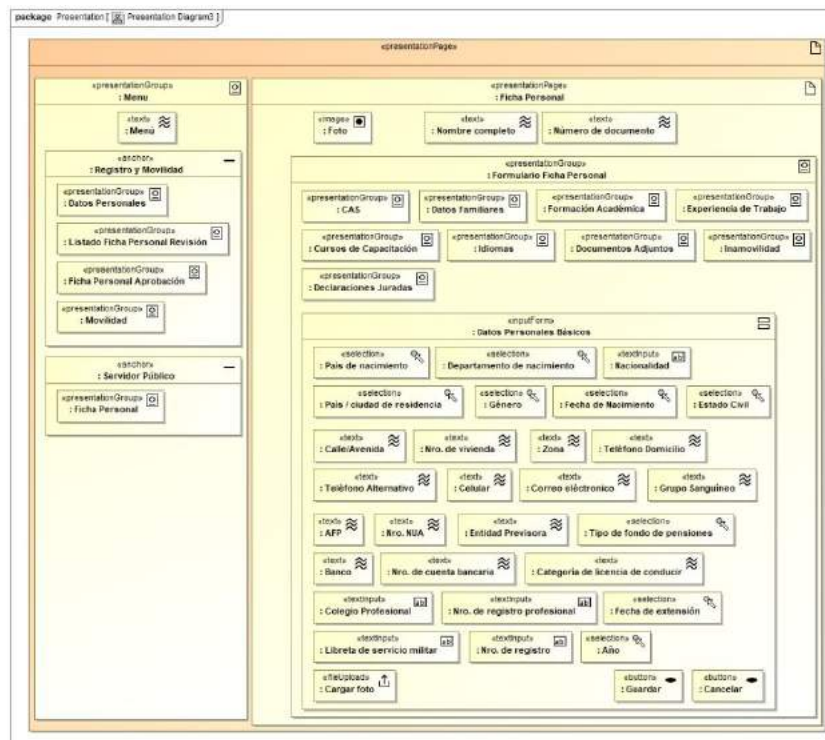 package Presentation [ Presentation Diagram3 ]
«presentationPage»
«presentationGroup»
: Menu
«text»
: Menú
«anchor»
: Registro y Movilidad
«presentationGroup»
: Datos Personales
«presentationGroup»
: Listado Ficha Personal Revisión
«presentationGroup»
: Ficha Personal Aprobación
«presentationGroup»
: Movilidad
«anchor»
: Servidor Público
«presentationGroup»
: Ficha Personal
«presentationPage»
: Ficha Personal
«image» «text» «text»
: Foto : Nombre completo : Número de documento
«presentationGroup»
: Formulario Ficha Personal
«presentationGroup» «presentationGroup» «presentationGroup» «presentationGroup»
: CAS : Datos Familiares : Formación Académica : Experiencia de Trabajo
«presentationGroup» «presentationGroup» «presentationGroup» «presentationGroup»
: Cursos de Capacitación : Idiomas : Documentos Adjuntos : Inamovilidad
«presentationGroup»
: Declaraciones Juradas
«inputForm»
: Datos Personales Básicos
«selection» «selection» «textInput»
: País de nacimiento : Departamento de nacimiento : Nacionalidad
«selection» «selection» «selection» «selection»
: País / ciudad de residencia : Género : Fecha de Nacimiento : Estado Civil
«text» «text» «text» «text»
: Calle/Avenida : Nro. de vivienda : Zona : Teléfono Domicilio
«text» «text» «text» «text»
: Teléfono Alternativo : Celular : Correo eléctronico : Grupo Sanguíneo
«text» «text» «text» «selection»
: AFP : Nro. NUA : Entidad Previsora : Tipo de fondo de pensiones
«text» «text» «text»
: Banco : Nro. de cuenta bancaria : Categoría de licencia de conducir
«textInput» «textInput» «selection»
: Colegio Profesional : Nro. de registro profesional : Fecha de extensión
«textInput» «textInput» «selection»
: Libreta de servicio militar : Nro. de registro : Año
«fileUpload» «button» «button»
: Cargar foto : Guardar : Cancelar